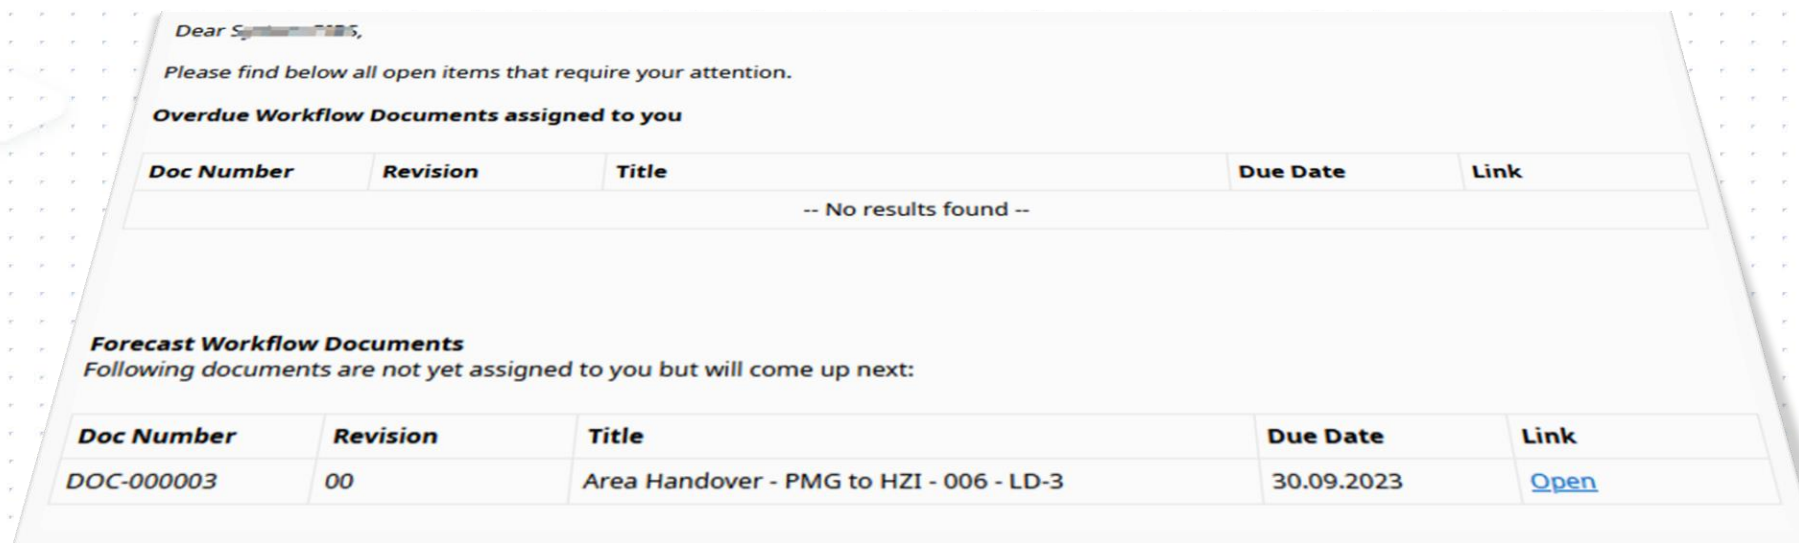 Dear
Please find below all open items that require your attention.
Overdue Workflow Documents assigned to you
Doc Number Revision Title Due Date Link
-- No results found --
Forecast Workflow Documents
Following documents are not yet assigned to you but will come up next:
Doc Number Revision Title Due Date Link
DOC-000003 00 Area Handover - PMG to HZI - 006 - LD-3 30.09.2023 Open